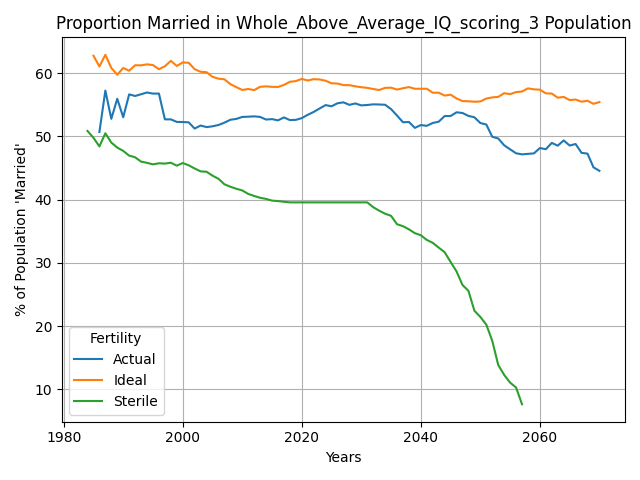 Proportion Married in Whole_Above_Average_IQ_scoring_3 Population
% of Population 'Married'
60
50
40
30
20
10
Fertility
Actual
Ideal
Sterile
1980
2000
2020
2040
2060
Years